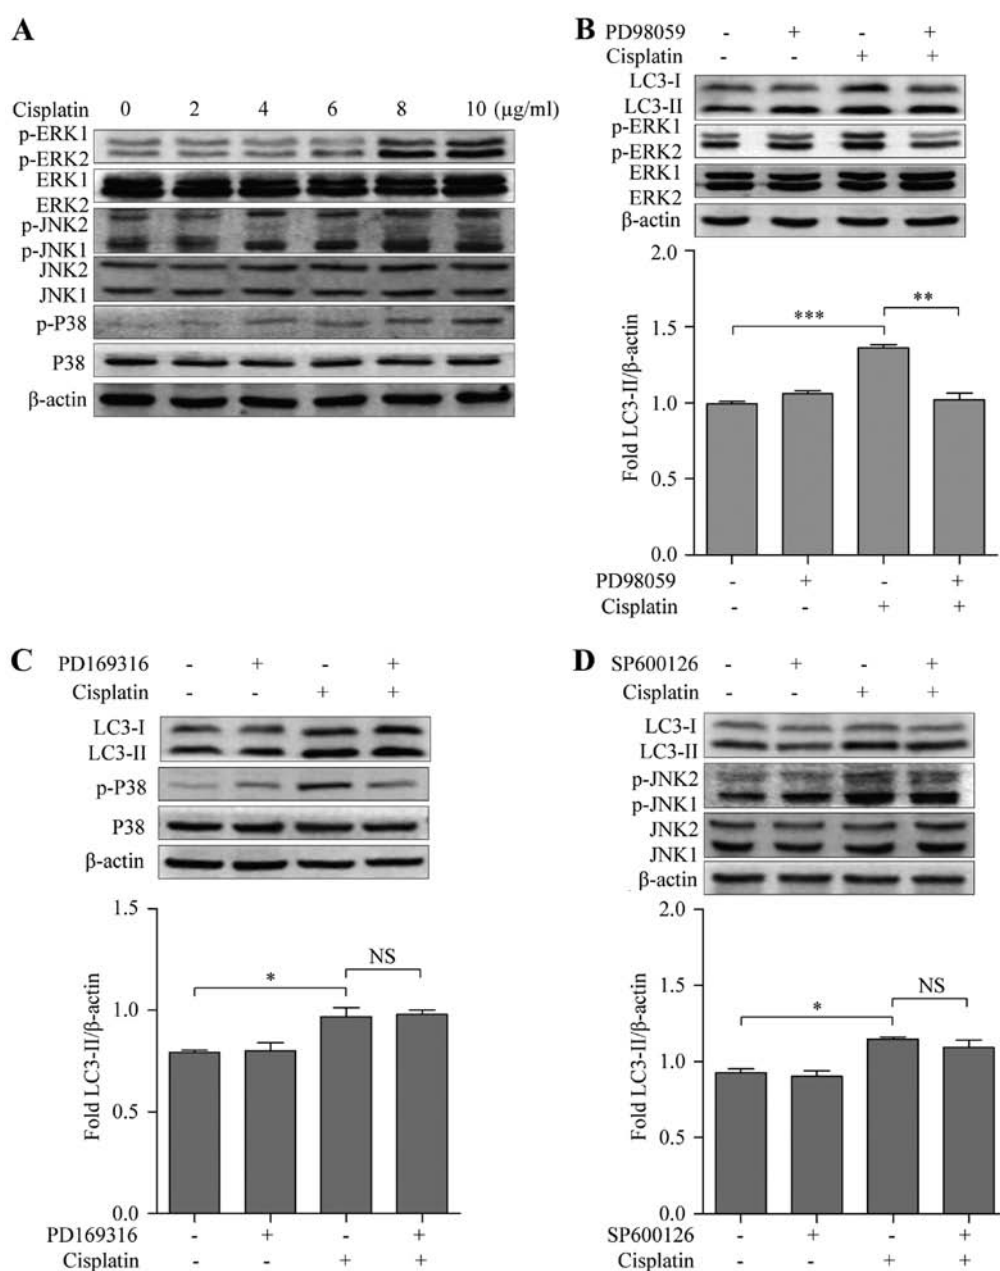 A
Cisplatin 0 2 4 6 8 10 (µg/ml)
p-ERK1
p-ERK2
ERK1
ERK2
p-JNK2
p-JNK1
JNK2
JNK1
p-P38
P38
β-actin
B
PD98059 - + - +
Cisplatin - - + +
LC3-I
LC3-II
p-ERK1
p-ERK2
ERK1
ERK2
β-actin
Fold LC3-II/β-actin
2.0
1.5
1.0
0.5
0.0
***
**
PD98059 - + - +
Cisplatin - - + +
C
PD169316 - + - +
Cisplatin - - + +
LC3-I
LC3-II
p-P38
P38
β-actin
Fold LC3-II/β-actin
1.5
1.0
0.5
0.0
*
NS
PD169316 - + - +
Cisplatin - - + +
D
SP600126 - + - +
Cisplatin - - + +
LC3-I
LC3-II
p-JNK2
p-JNK1
JNK2
JNK1
β-actin
Fold LC3-II/β-actin
2.0
1.5
1.0
0.5
0.0
*
NS
SP600126 - + - +
Cisplatin - - + +